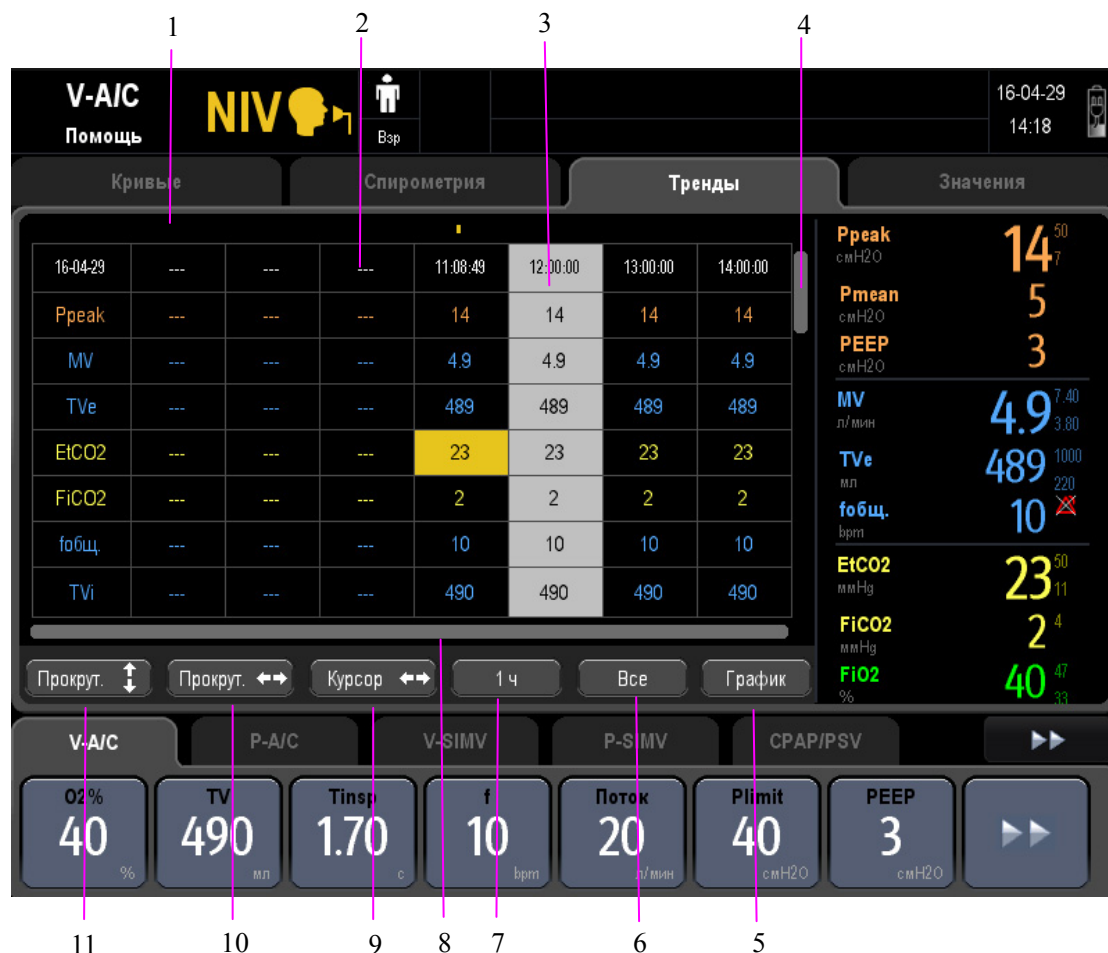 1 2 3 4
V-A/C NIV 16-04-29
Помощь Взр 14:18
Кривые Спирометрия Тренды Значения
16-04-29 --- --- --- 11:08:49 12:00:00 13:00:00 14:00:00
Ppeak --- --- --- 14 14 14 14
MV --- --- --- 4.9 4.9 4.9 4.9
TVe --- --- --- 489 489 489 489
EtCO2 --- --- --- 23 23 23 23
FiCO2 --- --- --- 2 2 2 2
fобщ. --- --- --- 10 10 10 10
TVi --- --- --- 490 490 490 490
Ppeak 14 50
смH2O 7
Pmean 5
смH2O
PEEP 3
смH2O
MV 4.9 7.40
л/мин 3.80
TVe 489 1000
мл 220
fобщ. 10
bpm
EtCO2 23 50
ммHg 11
FiCO2 2 4
ммHg
FiO2 40 47
% 33
Прокрут. Прокрут. Курсор 1 ч Все График
V-A/C P-A/C V-SIMV P-SIMV CPAP/PSV
O2% TV Tinsp f Поток Plimit PEEP
40 490 1.70 10 20 40 3
% мл с bpm л/мин смH2O смH2O
11 10 9 8 7 6 5